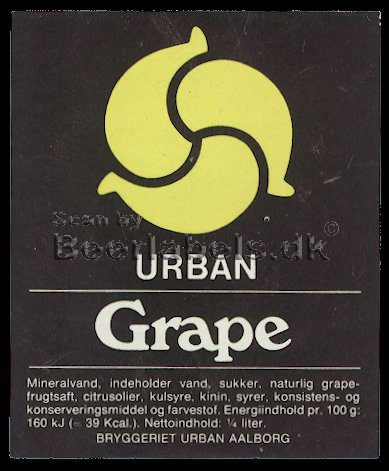 Scan by
Beerlabels.dk ©
URBAN
Grape
Mineralvand, indeholder vand, sukker, naturlig grape-
frugtsaft, citrusolier, kulsyre, kinin, syrer, konsistens- og
konserveringsmiddel og farvestof. Energiindhold pr. 100 g:
160 kJ (= 39 Kcal.). Nettoindhold: ¼ liter.
BRYGGERIET URBAN AALBORG